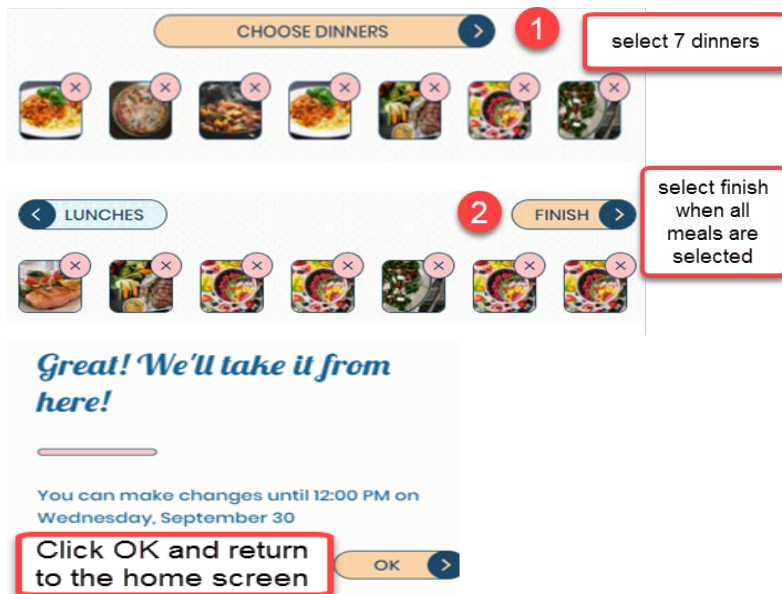 CHOOSE DINNERS
1
select 7 dinners
LUNCHES
2
FINISH
select finish
when all
meals are
selected
Great! We'll take it from
here!
You can make changes until 12:00 PM on
Wednesday, September 30
Click OK and return
to the home screen
OK